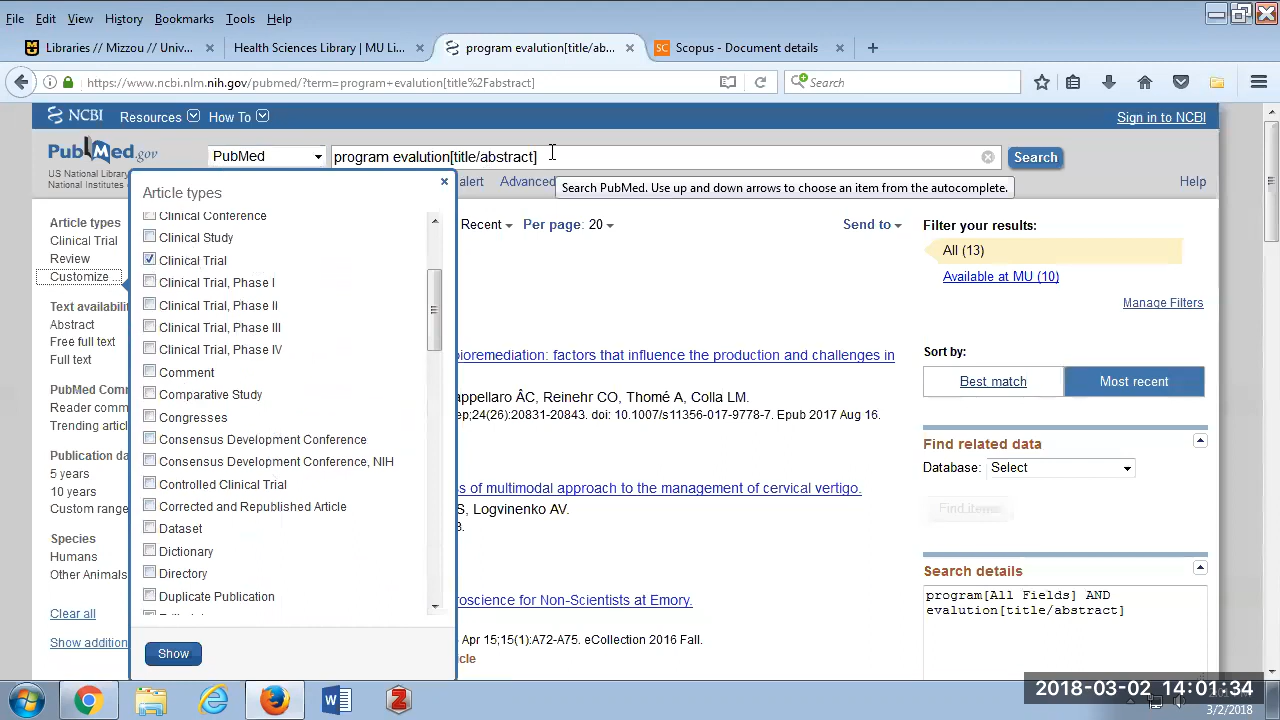 File Edit View History Bookmarks Tools Help
Libraries // Mizzou // Univ... × Health Sciences Library | MU Li... × program evalution[title/ab... × SC Scopus - Document details × +
https://www.ncbi.nlm.nih.gov/pubmed/?term=program+evalution[title%2Fabstract] Search
NCBI Resources How To Sign in to NCBI
PubMed.gov PubMed program evalution[title/abstract] Search
US National Library
National Institutes
alert Advanced Help
Search PubMed. Use up and down arrows to choose an item from the autocomplete.
Article types
Clinical Trial
Review
Customize
Text availability
Abstract
Free full text
Full text
PubMed Com
Reader comm
Trending article
Publication da
5 years
10 years
Custom range
Species
Humans
Other Animals
Clear all
Show addition
Article types ×
Clinical Conference
Clinical Study
Clinical Trial
Clinical Trial, Phase I
Clinical Trial, Phase II
Clinical Trial, Phase III
Clinical Trial, Phase IV
Comment
Comparative Study
Congresses
Consensus Development Conference
Consensus Development Conference, NIH
Controlled Clinical Trial
Corrected and Republished Article
Dataset
Dictionary
Directory
Duplicate Publication
Show
Recent Per page: 20 Send to
bioremediation: factors that influence the production and challenges in
appellaro ÂC, Reinehr CO, Thomé A, Colla LM.
ep;24(26):20831-20843. doi: 10.1007/s11356-017-9778-7. Epub 2017 Aug 16.
s of multimodal approach to the management of cervical vertigo.
S, Logvinenko AV.
8.
roscience for Non-Scientists at Emory.
Apr 15;15(1):A72-A75. eCollection 2016 Fall.
icle
Filter your results:
All (13)
Available at MU (10)
Manage Filters
Sort by:
Best match Most recent
Find related data
Database: Select
Find items
Search details
program[All Fields] AND
evalution[title/abstract]
2018-03-02 14:01:34
3/2/2018